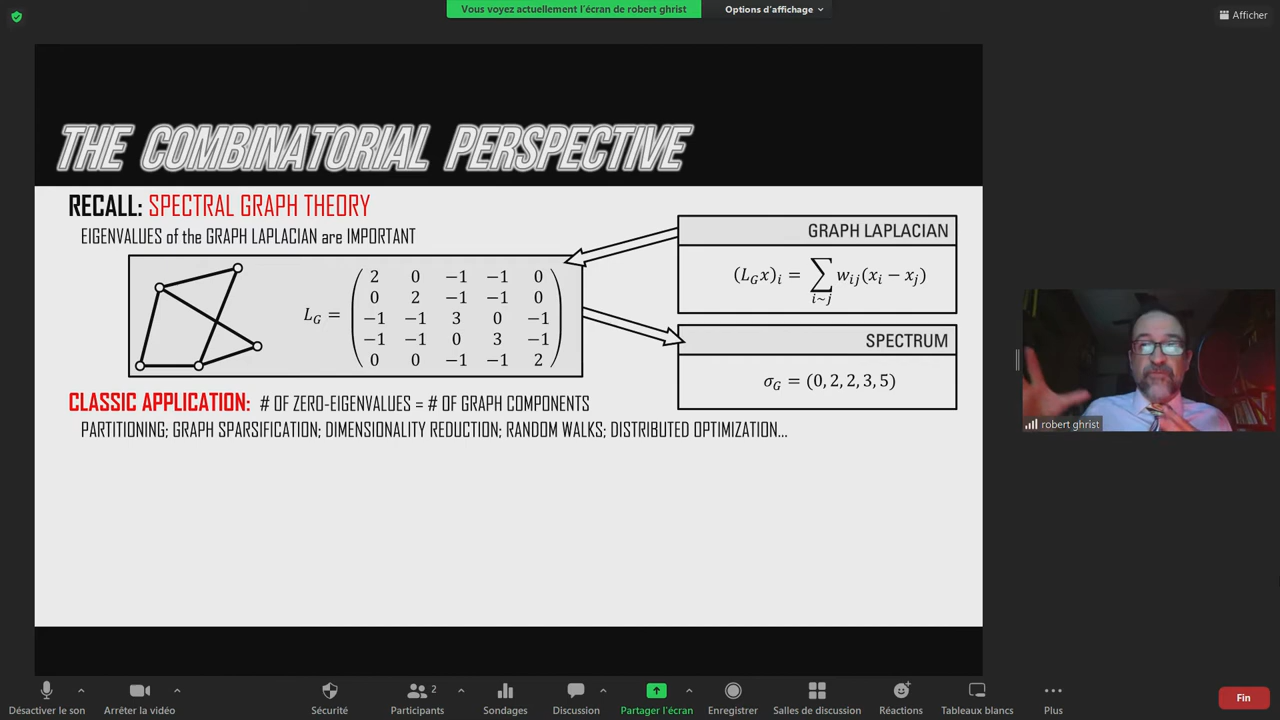 Vous voyez actuellement l'écran de robert ghrist
Options d'affichage
Afficher
THE COMBINATORIAL PERSPECTIVE
RECALL: SPECTRAL GRAPH THEORY
EIGENVALUES of the GRAPH LAPLACIAN are IMPORTANT
L_G =
2 0 −1 −1 0
0 2 −1 −1 0
−1 −1 3 0 −1
−1 −1 0 3 −1
0 0 −1 −1 2
GRAPH LAPLACIAN
(L_G x)_i = ∑_{i~j} w_{ij}(x_i − x_j)
SPECTRUM
σ_G = (0, 2, 2, 3, 5)
CLASSIC APPLICATION: # OF ZERO-EIGENVALUES = # OF GRAPH COMPONENTS
PARTITIONING; GRAPH SPARSIFICATION; DIMENSIONALITY REDUCTION; RANDOM WALKS; DISTRIBUTED OPTIMIZATION...
robert ghrist
Désactiver le son
Arrêter la vidéo
Sécurité
Participants 2
Sondages
Discussion
Partager l'écran
Enregistrer
Salles de discussion
Réactions
Tableaux blancs
Plus
Fin